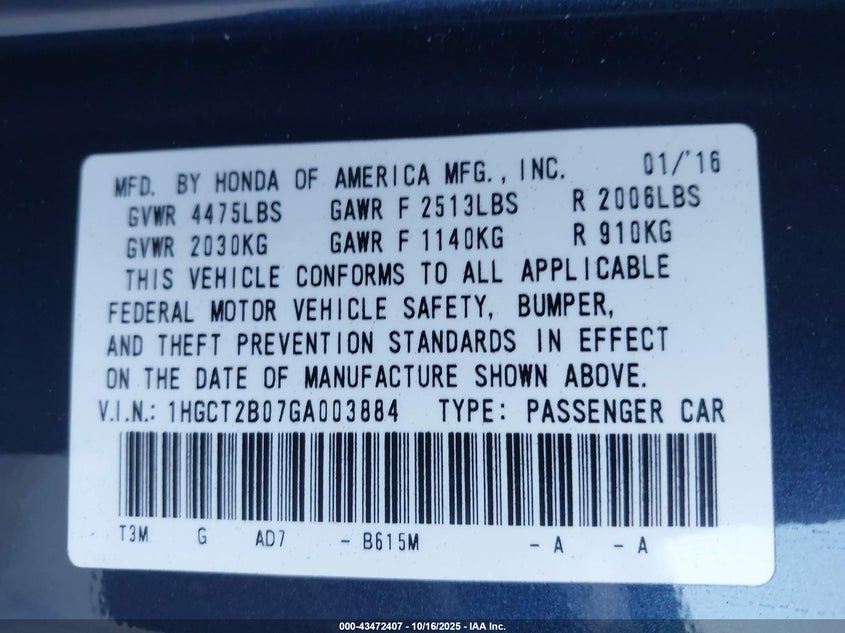 MFD. BY HONDA OF AMERICA MFG., INC. 01/'16
GVWR 4475LBS GAWR F 2513LBS R 2006LBS
GVWR 2030KG GAWR F 1140KG R 910KG
THIS VEHICLE CONFORMS TO ALL APPLICABLE
FEDERAL MOTOR VEHICLE SAFETY, BUMPER,
AND THEFT PREVENTION STANDARDS IN EFFECT
ON THE DATE OF MANUFACTURE SHOWN ABOVE.
V.I.N.: 1HGCT2B07GA003884 TYPE: PASSENGER CAR
T3M G AD7 - B615M - A - A
000-43472407 - 10/16/2025 - IAA Inc.